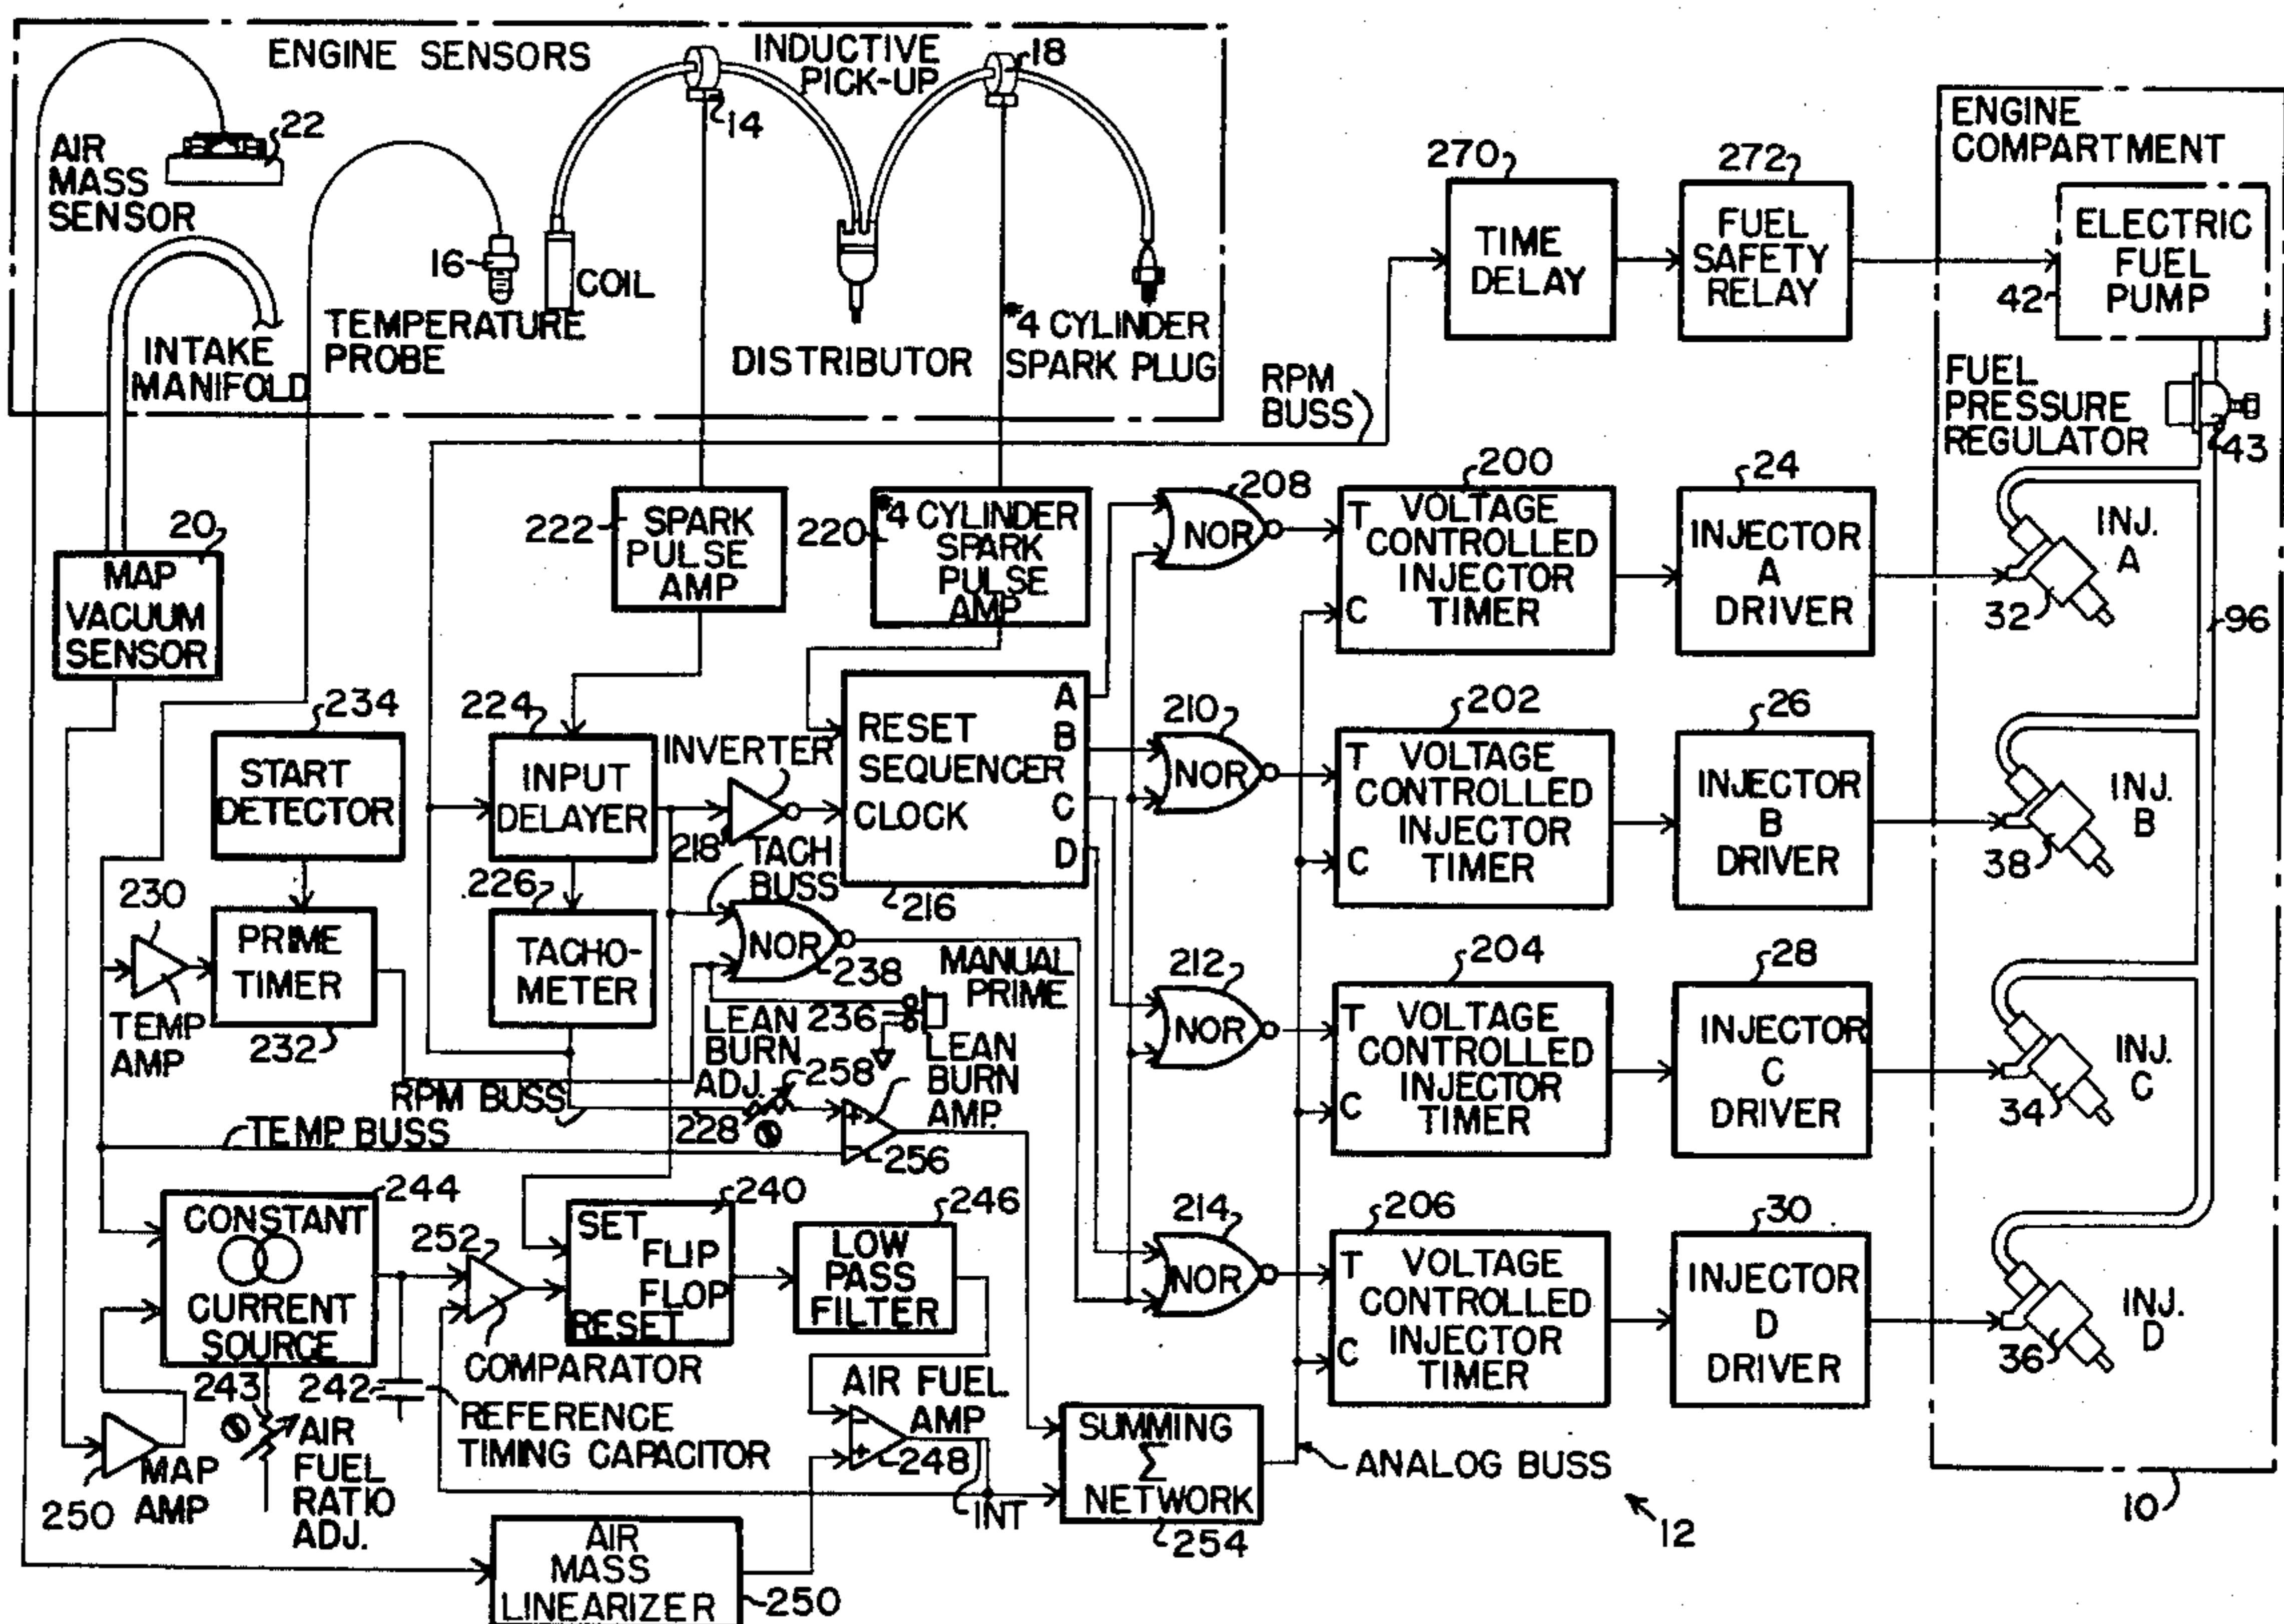 ENGINE SENSORS
INDUCTIVE
PICK-UP
18
14
22
AIR
MASS
SENSOR
16
COIL
TEMPERATURE
PROBE
INTAKE
MANIFOLD
DISTRIBUTOR
#4 CYLINDER
SPARK PLUG
RPM
BUSS
270
TIME
DELAY
272
FUEL
SAFETY
RELAY
ENGINE
COMPARTMENT
ELECTRIC
FUEL
PUMP
42
FUEL
PRESSURE
REGULATOR
43
20
MAP
VACUUM
SENSOR
222
SPARK
PULSE
AMP
220
#4 CYLINDER
SPARK
PULSE
AMP
208
NOR
200
T VOLTAGE
CONTROLLED
INJECTOR
C TIMER
24
INJECTOR
A
DRIVER
INJ.
A
32
96
234
START
DETECTOR
224
INPUT
DELAYER
INVERTER
218
RESET
SEQUENCER
CLOCK
A
B
C
D
216
210
NOR
202
T VOLTAGE
CONTROLLED
INJECTOR
C TIMER
26
INJECTOR
B
DRIVER
INJ.
B
38
TACH
BUSS
230
TEMP
AMP
PRIME
TIMER
232
226
TACHO-
METER
NOR
238
MANUAL
PRIME
236
212
NOR
204
T VOLTAGE
CONTROLLED
INJECTOR
C TIMER
28
INJECTOR
C
DRIVER
INJ.
C
34
LEAN
BURN
ADJ.
258
LEAN
BURN
AMP.
RPM BUSS
228
TEMP BUSS
256
244
CONSTANT
CURRENT
SOURCE
252
COMPARATOR
240
SET
FLIP
FLOP
RESET
246
LOW
PASS
FILTER
214
NOR
206
T VOLTAGE
CONTROLLED
INJECTOR
C TIMER
30
INJECTOR
D
DRIVER
INJ.
D
36
243
242
REFERENCE
TIMING CAPACITOR
AIR FUEL
AMP
248
250
MAP
AMP
AIR
FUEL
RATIO
ADJ.
INT
SUMMING
Σ
NETWORK
254
ANALOG BUSS
12
10
AIR
MASS
LINEARIZER
250